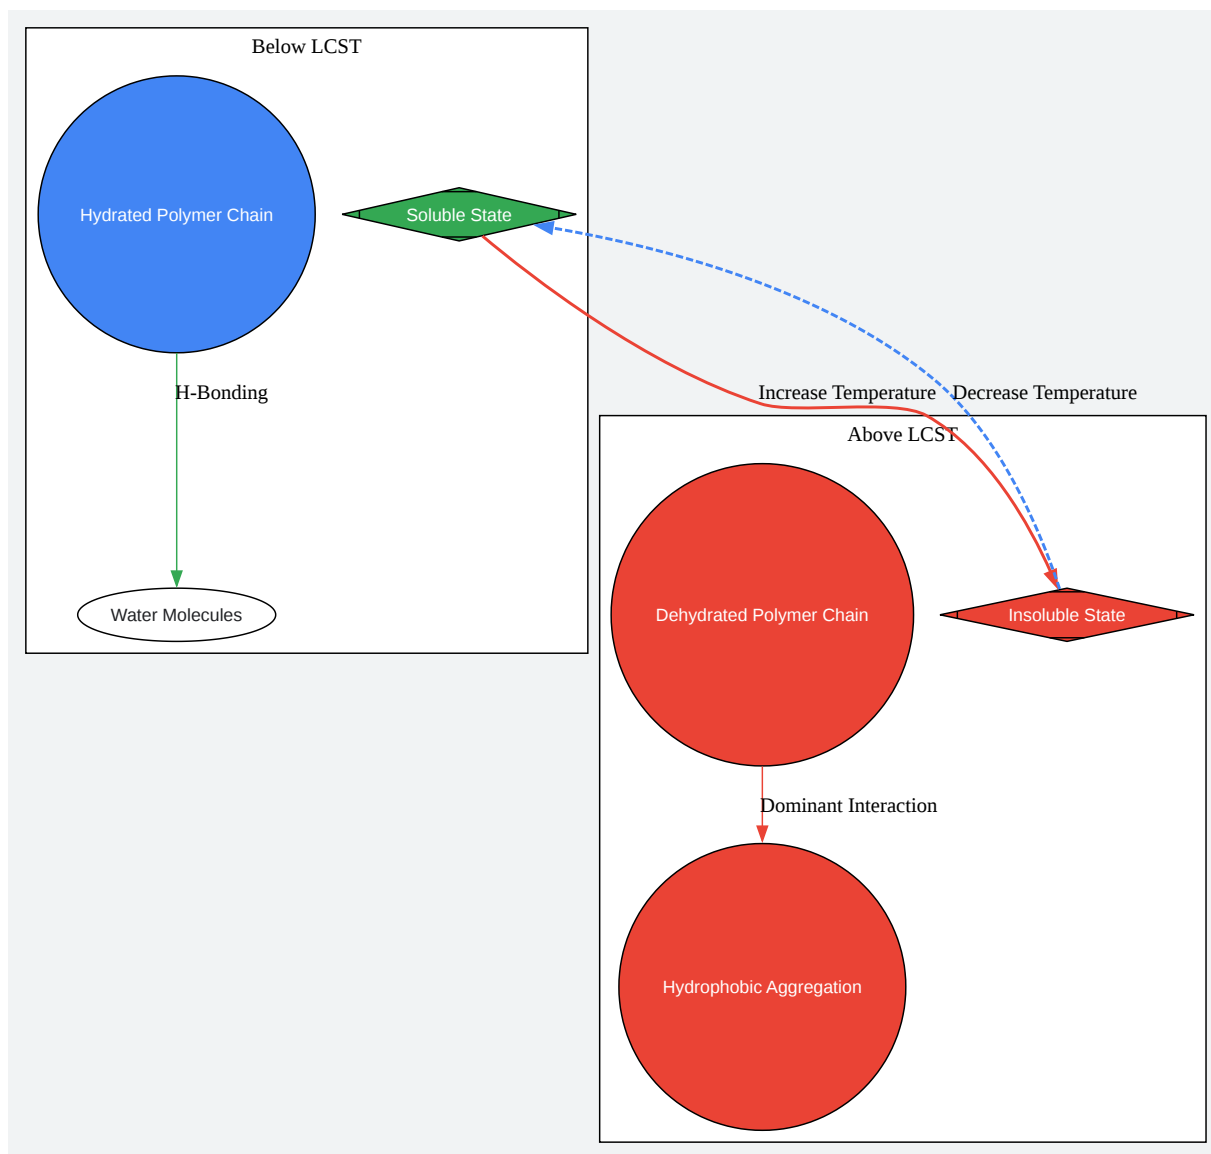 Below LCST
Hydrated Polymer Chain
Soluble State
H-Bonding
Water Molecules
Increase Temperature
Decrease Temperature
Above LCST
Dehydrated Polymer Chain
Insoluble State
Dominant Interaction
Hydrophobic Aggregation